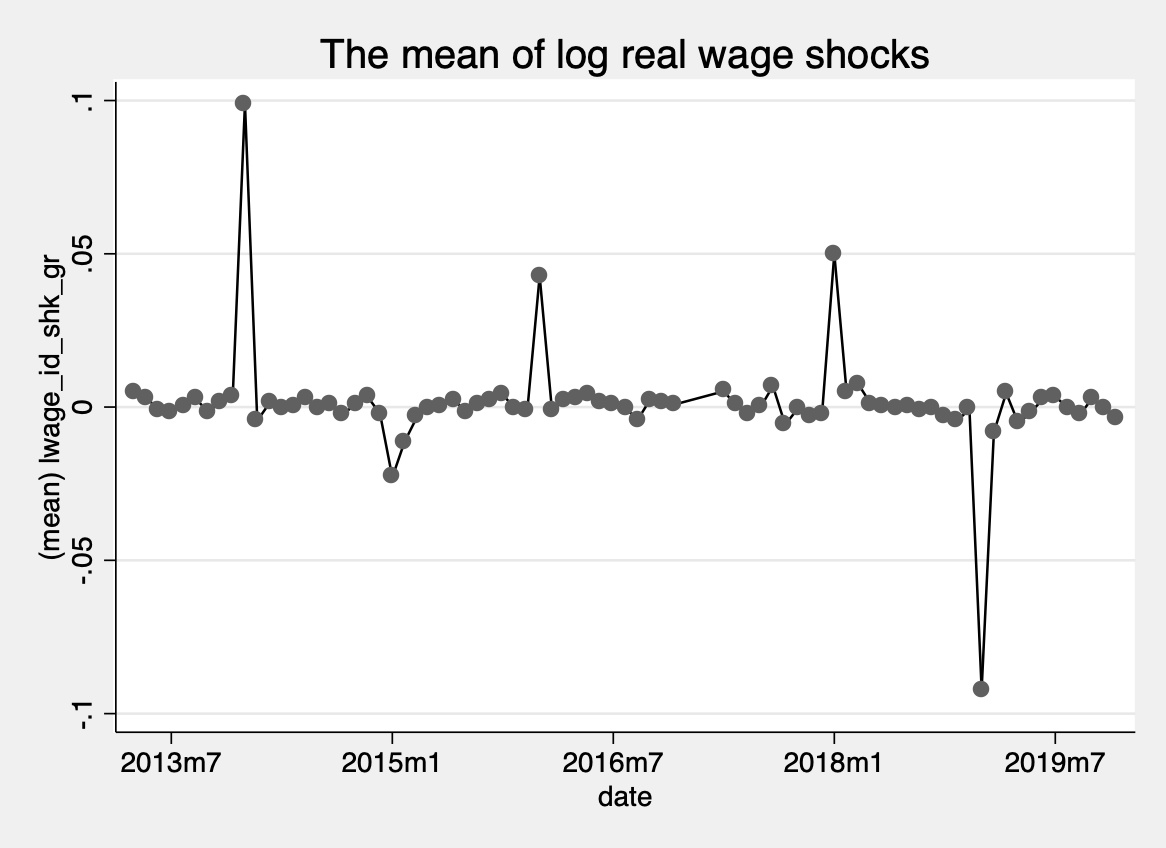 The mean of log real wage shocks
(mean) lwage_id_shk_gr
.1
.05
0
-.05
-.1
2013m7 2015m1 2016m7 2018m1 2019m7
date